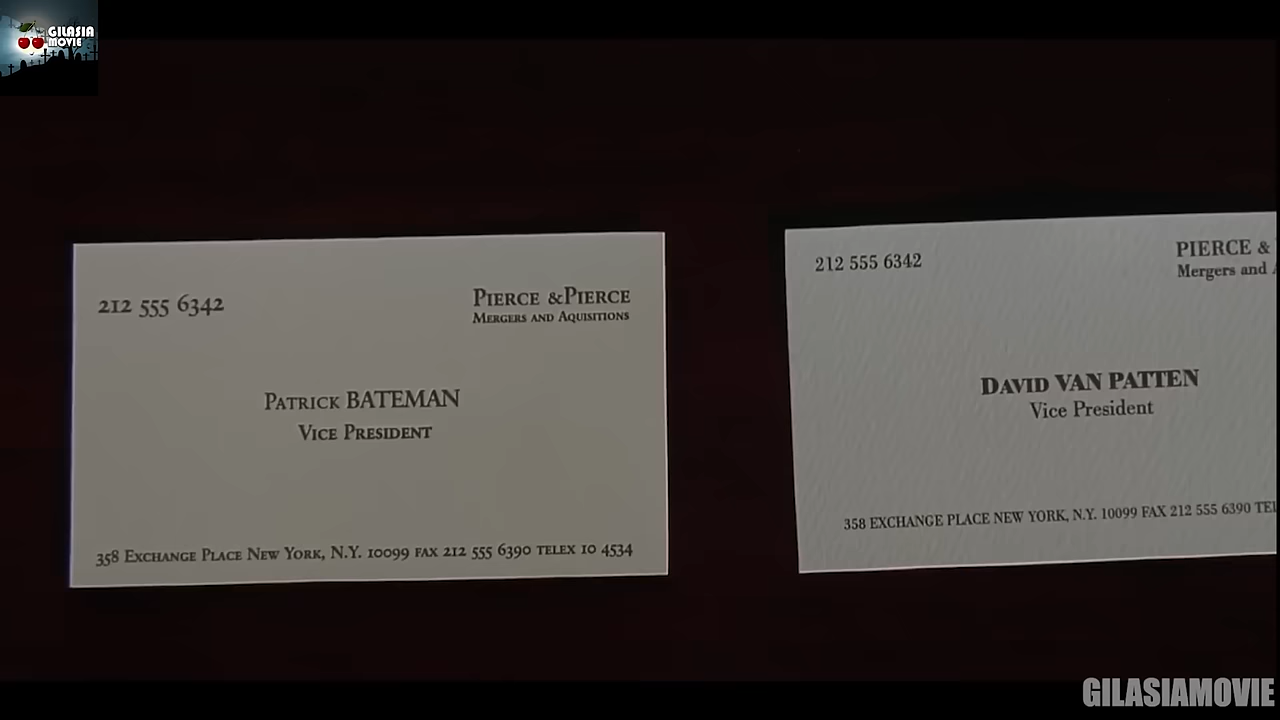 GILASIA
MOVIE
212 555 6342
PIERCE &PIERCE
MERGERS AND AQUISITIONS
PATRICK BATEMAN
VICE PRESIDENT
358 EXCHANGE PLACE NEW YORK, N.Y. 10099 FAX 212 555 6390 TELEX 10 4534
212 555 6342
PIERCE &
Mergers and
DAVID VAN PATTEN
Vice President
358 EXCHANGE PLACE NEW YORK, N.Y. 10099 FAX 212 555 6390 TEL
GILASIAMOVIE